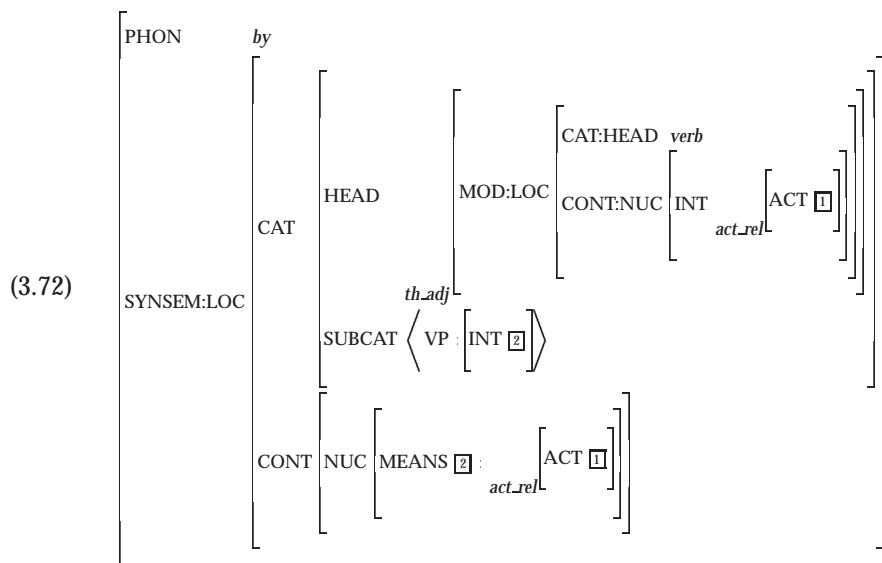 PHON by
CAT:HEAD verb
HEAD MOD:LOC CONT:NUC INT act_rel ACT 1
CAT
(3.72) SYNSEM:LOC th_adj
SUBCAT ⟨ VP : INT 2 ⟩
CONT NUC MEANS 2 : act_rel ACT 1